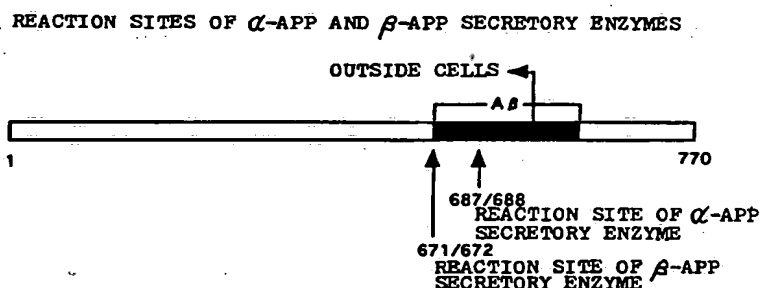 REACTION SITES OF α-APP AND β-APP SECRETORY ENZYMES
OUTSIDE CELLS
Aβ
1
770
687/688
REACTION SITE OF α-APP
SECRETORY ENZYME
671/672
REACTION SITE OF β-APP
SECRETORY ENZYME